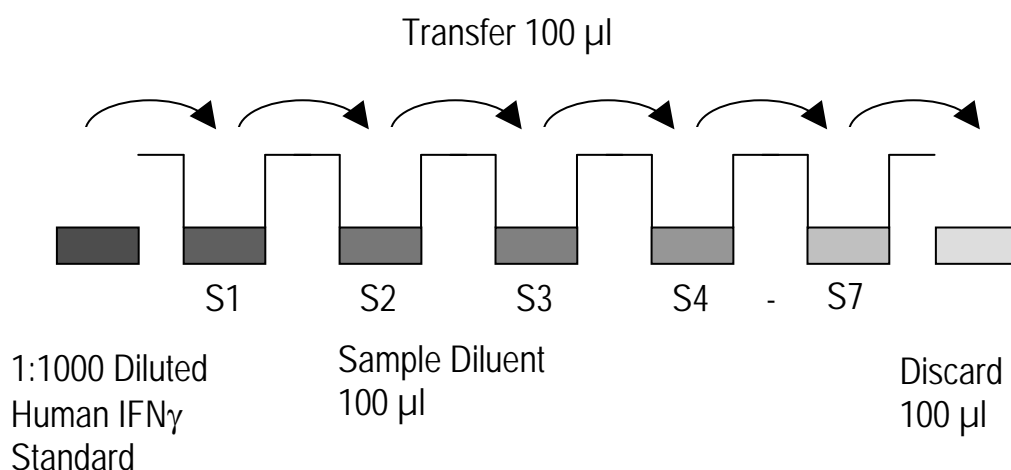 Transfer 100 µl
S1 S2 S3 S4 - S7
1:1000 Diluted
Human IFNγ
Standard
Sample Diluent
100 µl
Discard
100 µl